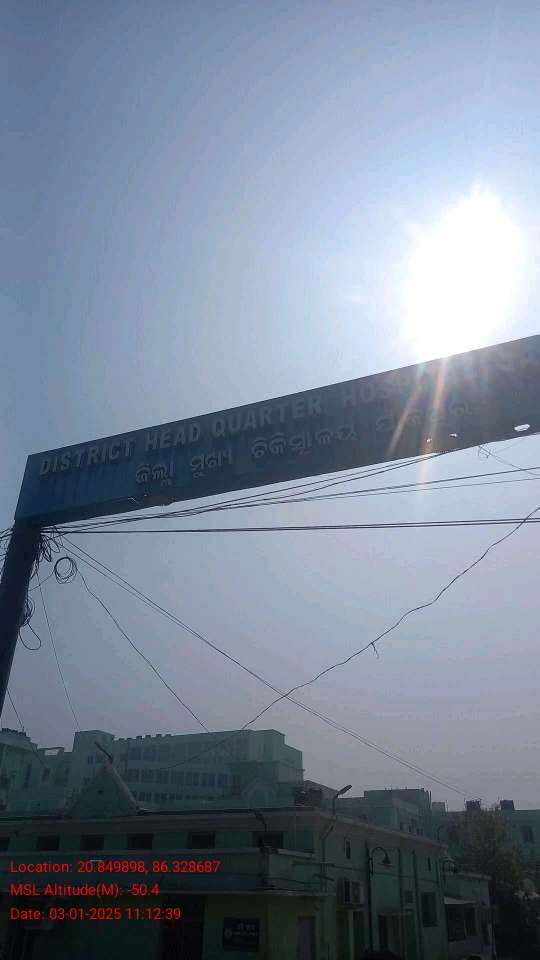 DISTRICT HEAD QUARTER HOSP
ଜିଲ୍ଲା ମୁଖ୍ୟ ଚିକିତ୍ସାଳୟ
Location: 20.849898, 86.328687
MSL Altitude(M): -50.4
Date: 03-01-2025 11:12:39